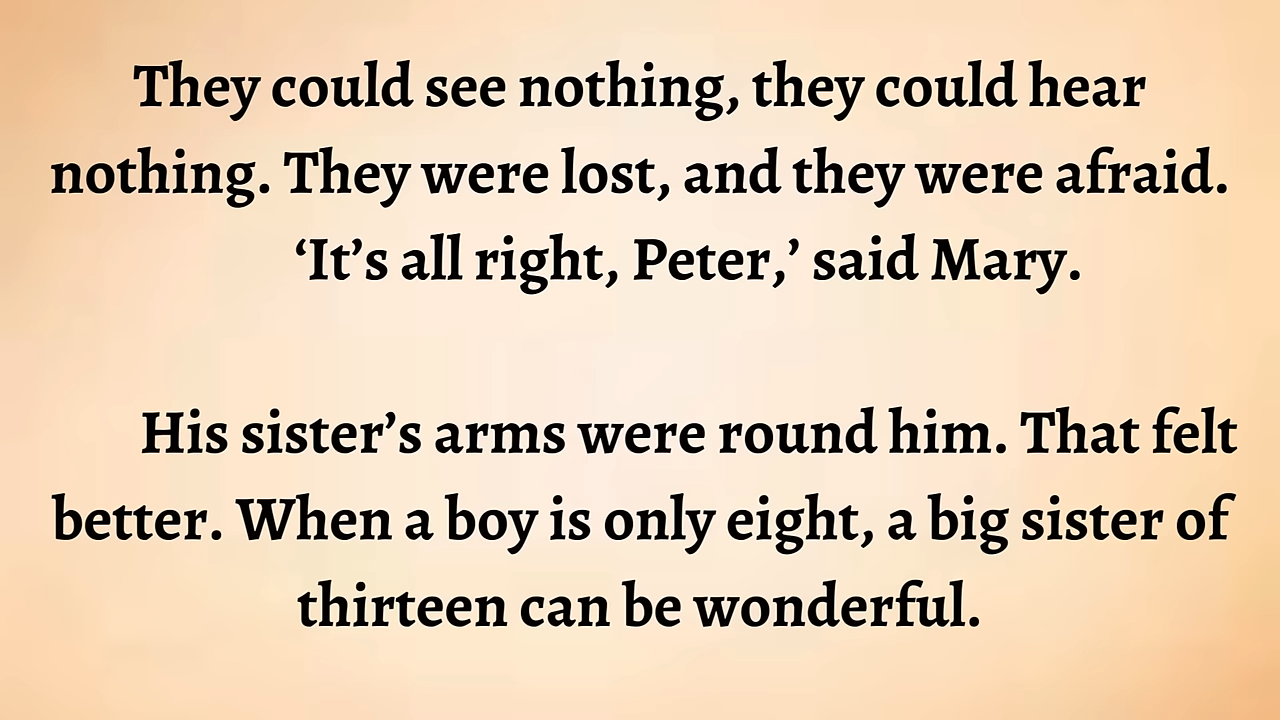 They could see nothing, they could hear
nothing. They were lost, and they were afraid.
‘It’s all right, Peter,’ said Mary.
His sister’s arms were round him. That felt
better. When a boy is only eight, a big sister of
thirteen can be wonderful.